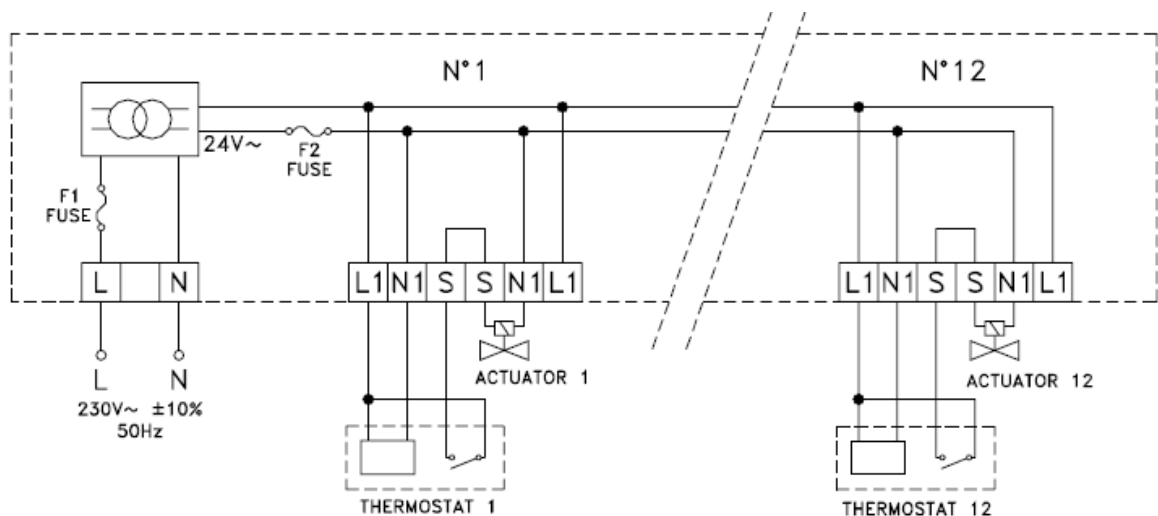 N°1
N°12
24V~
F2
FUSE
F1
FUSE
L N
L1 N1 S S N1 L1
L1 N1 S S N1 L1
L N
230V~ ±10%
50Hz
ACTUATOR 1
ACTUATOR 12
THERMOSTAT 1
THERMOSTAT 12